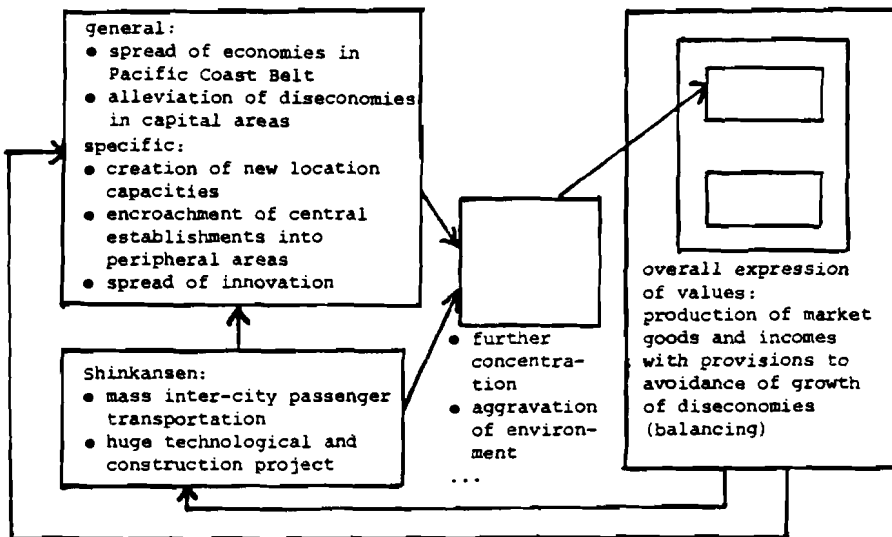 general:
● spread of economies in
Pacific Coast Belt
● alleviation of diseconomies
in capital areas
specific:
● creation of new location
capacities
● encroachment of central
establishments into
peripheral areas
● spread of innovation
Shinkansen:
● mass inter-city passenger
transportation
● huge technological and
construction project
● further
concentra-
tion
● aggravation
of environ-
ment
...
overall expression
of values:
production of market
goods and incomes
with provisions to
avoidance of growth
of diseconomies
(balancing)